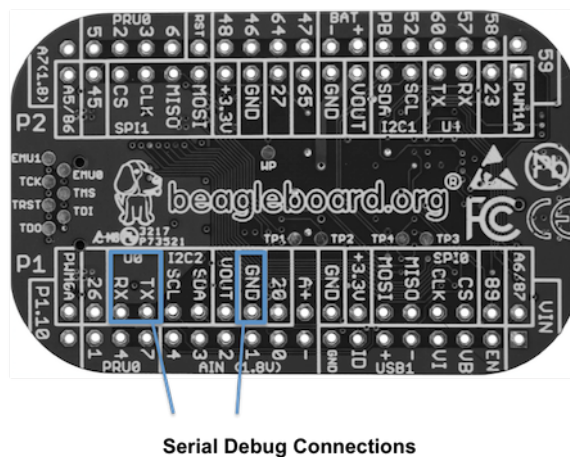 PRU0 BAT
A7(1.8) 5 2 3 6 RST 48 46 64 47 - + PB 52 60 57 58 59
A5/86 45 CS CLK MISO MOSI +3.3V GND 27 65 GND VOUT SDA SCL TX RX 23 PWM1A
P2 SPI1 I2C1 U4
EMU1
EMU0
TCK
TMS
TRST
TDI
TDO
WP
beagleboard.org®
FC CE
3217
P73521
TP1 TP2 TP4 TP3
P1 U0 I2C2 SPI0
PWM0A 26 RX TX SCL SDA VOUT GND 20 A+ GND +3.3V MOSI MISO CLK CS 89 A6/87
P1.10 1 4 7 4 3 2 1 0 - GND ID + - VI VB EN VIN
PRU0 AIN (1.8V) USB1
Serial Debug Connections